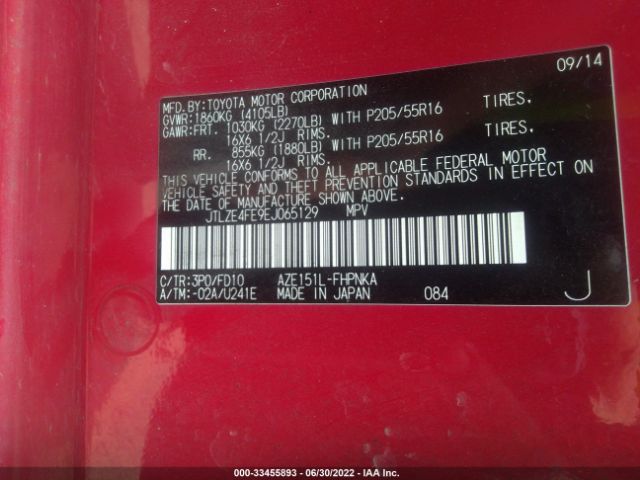 09/14
MFD.BY:TOYOTA MOTOR CORPORATION
GVWR:1860KG (4105LB)
GAWR:FRT. 1030KG (2270LB) WITH P205/55R16 TIRES.
16X6 1/2J RIMS.
RR. 855KG (1880LB) WITH P205/55R16 TIRES.
16X6 1/2J RIMS.
THIS VEHICLE CONFORMS TO ALL APPLICABLE FEDERAL MOTOR
VEHICLE SAFETY AND THEFT PREVENTION STANDARDS IN EFFECT ON
THE DATE OF MANUFACTURE SHOWN ABOVE.
JTLZE4FE9EJ065129 MPV
C/TR:3P0/FD10 AZE151L-FHPNKA
A/TM:-02A/U241E MADE IN JAPAN 084 J
000-33455893 - 06/30/2022 - IAA Inc.